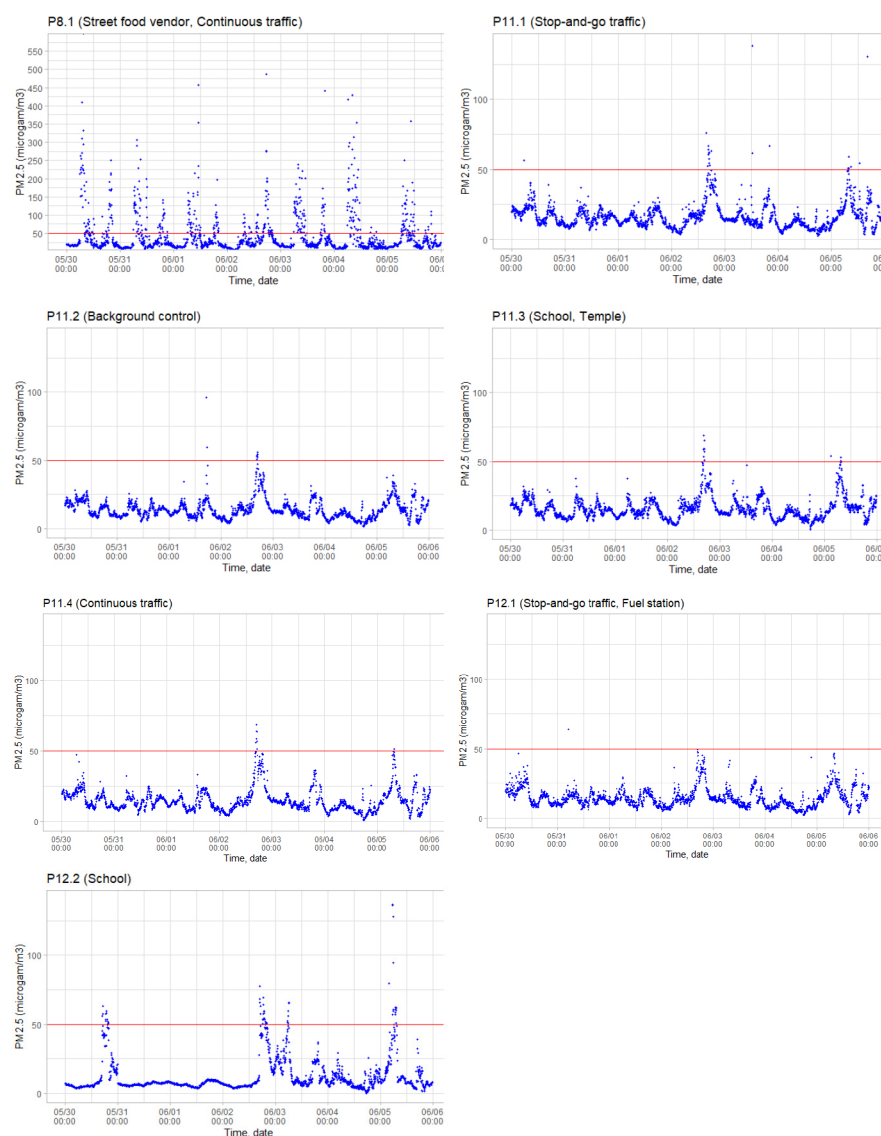 P8.1 (Street food vendor, Continuous traffic)
PM2.5 (microgam/m3)
550
500
450
400
350
300
250
200
150
100
50
05/30 05/31 06/01 06/02 06/03 06/04 06/05 06/0
00:00 00:00 00:00 00:00 00:00 00:00 00:00 00:0
Time, date
P11.1 (Stop-and-go traffic)
PM2.5 (microgam/m3)
100
50
0
05/30 05/31 06/01 06/02 06/03 06/04 06/05 06/0
00:00 00:00 00:00 00:00 00:00 00:00 00:00 00:0
Time, date
P11.2 (Background control)
PM2.5 (microgam/m3)
100
50
0
05/30 05/31 06/01 06/02 06/03 06/04 06/05 06/06
00:00 00:00 00:00 00:00 00:00 00:00 00:00 00:00
Time, date
P11.3 (School, Temple)
PM2.5 (microgam/m3)
100
50
0
05/30 05/31 06/01 06/02 06/03 06/04 06/05 06/06
00:00 00:00 00:00 00:00 00:00 00:00 00:00 00:00
Time, date
P11.4 (Continuous traffic)
PM2.5 (microgam/m3)
100
50
0
05/30 05/31 06/01 06/02 06/03 06/04 06/05 06/06
00:00 00:00 00:00 00:00 00:00 00:00 00:00 00:00
Time, date
P12.1 (Stop-and-go traffic, Fuel station)
PM2.5 (microgam/m3)
100
50
0
05/30 05/31 06/01 06/02 06/03 06/04 06/05 06/06
00:00 00:00 00:00 00:00 00:00 00:00 00:00 00:00
Time, date
P12.2 (School)
PM2.5 (microgam/m3)
100
50
0
05/30 05/31 06/01 06/02 06/03 06/04 06/05 06/06
00:00 00:00 00:00 00:00 00:00 00:00 00:00 00:00
Time, date